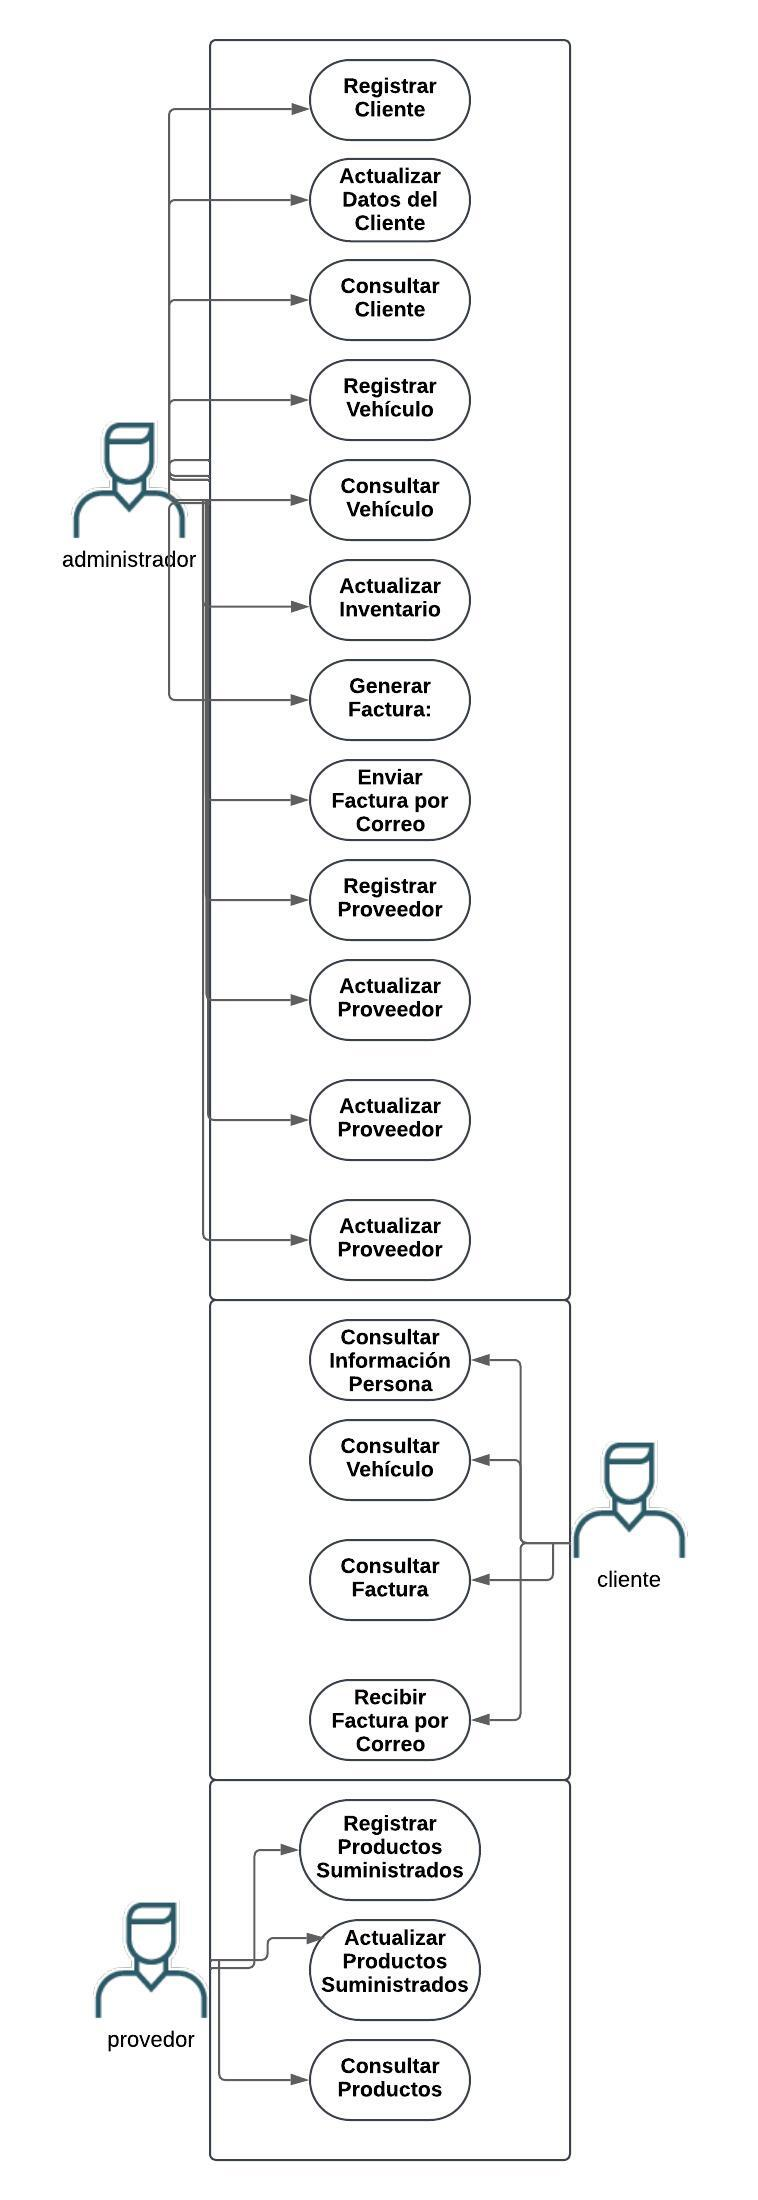 Registrar
Cliente
Actualizar
Datos del
Cliente
Consultar
Cliente
Registrar
Vehículo
administrador
Consultar
Vehículo
Actualizar
Inventario
Generar
Factura:
Enviar
Factura por
Correo
Registrar
Proveedor
Actualizar
Proveedor
Actualizar
Proveedor
Actualizar
Proveedor
Consultar
Información
Persona
Consultar
Vehículo
Consultar
Factura
cliente
Recibir
Factura por
Correo
Registrar
Productos
Suministrados
Actualizar
Productos
Suministrados
provedor
Consultar
Productos